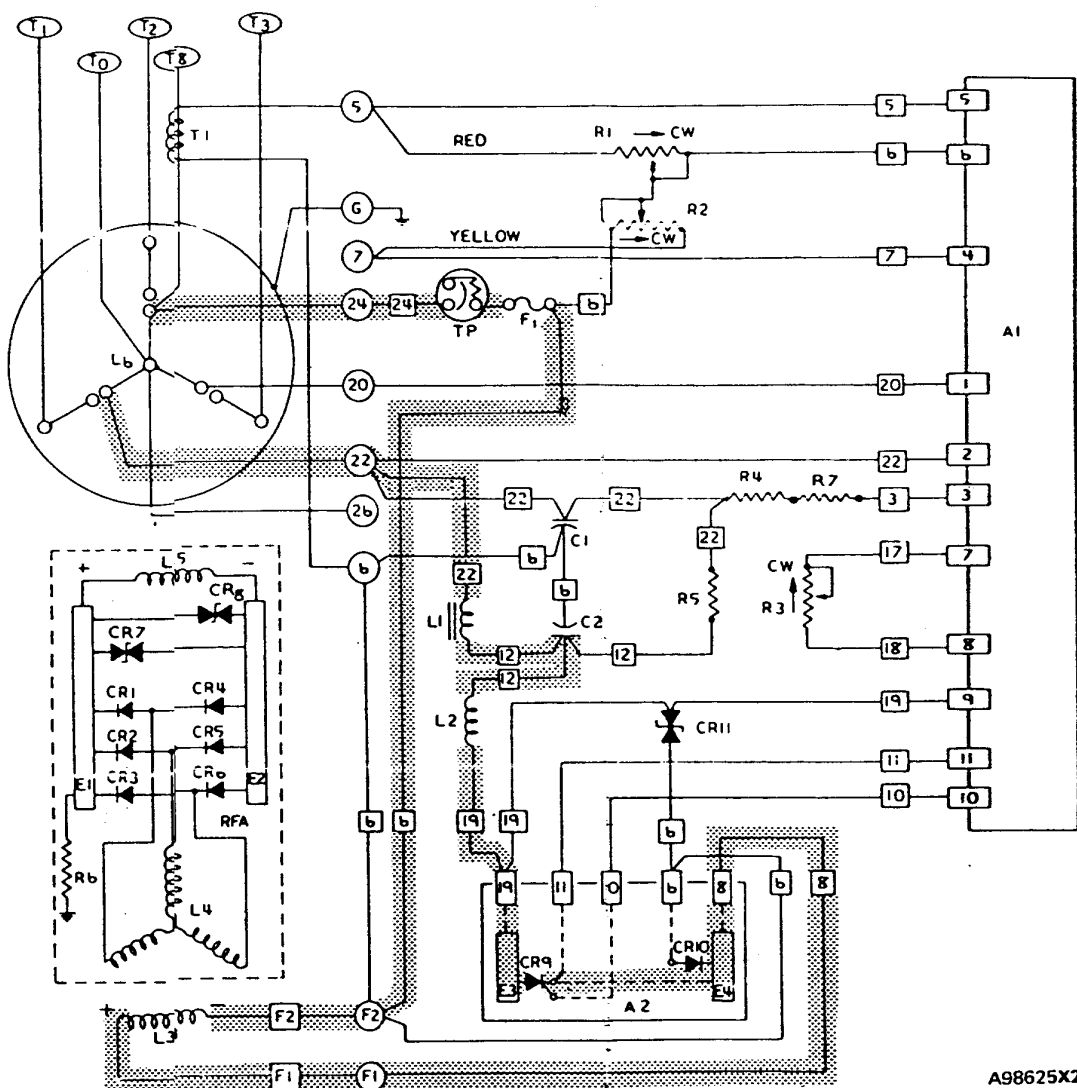 T1 T0 T2 T8 T3
T1
5 5 5
RED R1 CW b b
G
R2
YELLOW CW
7 7 4
24 24 TP F1 b
A1
Lb
20 20 1
22 22 2
R4 R7
22 22 3 3
2b
C1
22
b b
17 7
b
CW
R3
22
R5
L1
C2
18 8
12 12
12
L2
19 9
CR11
11 11
10 10
+ L5 -
CR8
CR7
CR1 CR4
CR2 CR5
CR3 CR6
E1 E2
RFA
Rb
L4
b b
19 19
b
19 11 0 b 8 b 8
CR9 CR10
E3 E4
A2
+
L3
F2 F2
F1 F1
A98625X2